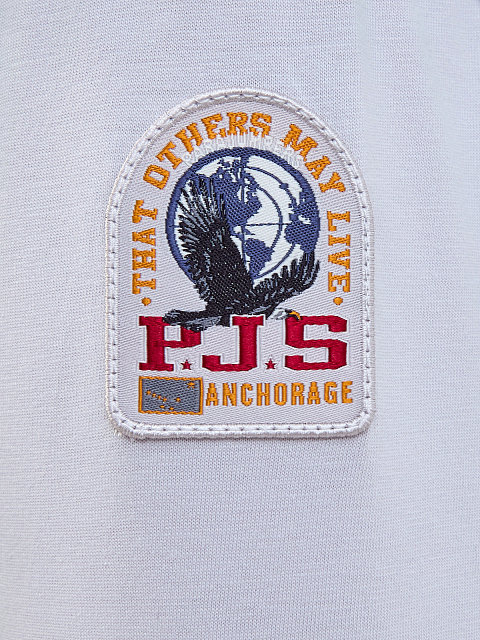 THAT OTHERS MAY LIVE
P.J.S
ANCHORAGE